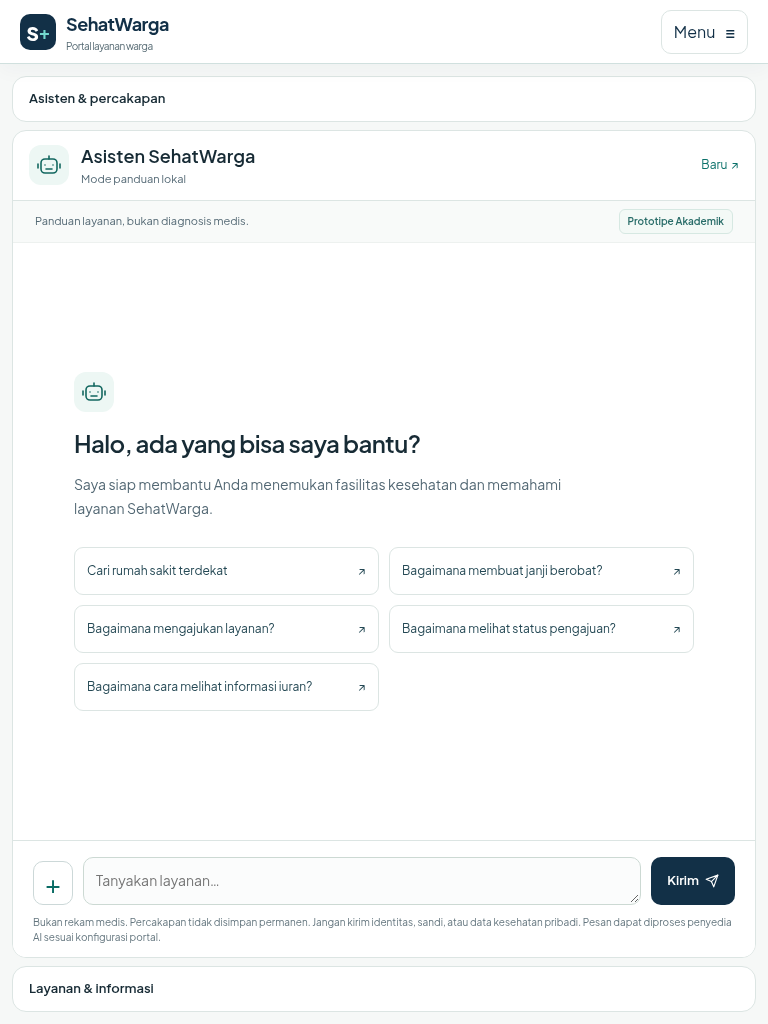 S+ SehatWarga
Portal layanan warga
Menu ≡
Asisten & percakapan
Asisten SehatWarga
Mode panduan lokal
Baru ↗
Panduan layanan, bukan diagnosis medis.
Prototipe Akademik
Halo, ada yang bisa saya bantu?
Saya siap membantu Anda menemukan fasilitas kesehatan dan memahami
layanan SehatWarga.
Cari rumah sakit terdekat ↗
Bagaimana membuat janji berobat? ↗
Bagaimana mengajukan layanan? ↗
Bagaimana melihat status pengajuan? ↗
Bagaimana cara melihat informasi iuran? ↗
+
Tanyakan layanan...
Kirim
Bukan rekam medis. Percakapan tidak disimpan permanen. Jangan kirim identitas, sandi, atau data kesehatan pribadi. Pesan dapat diproses penyedia
AI sesuai konfigurasi portal.
Layanan & informasi